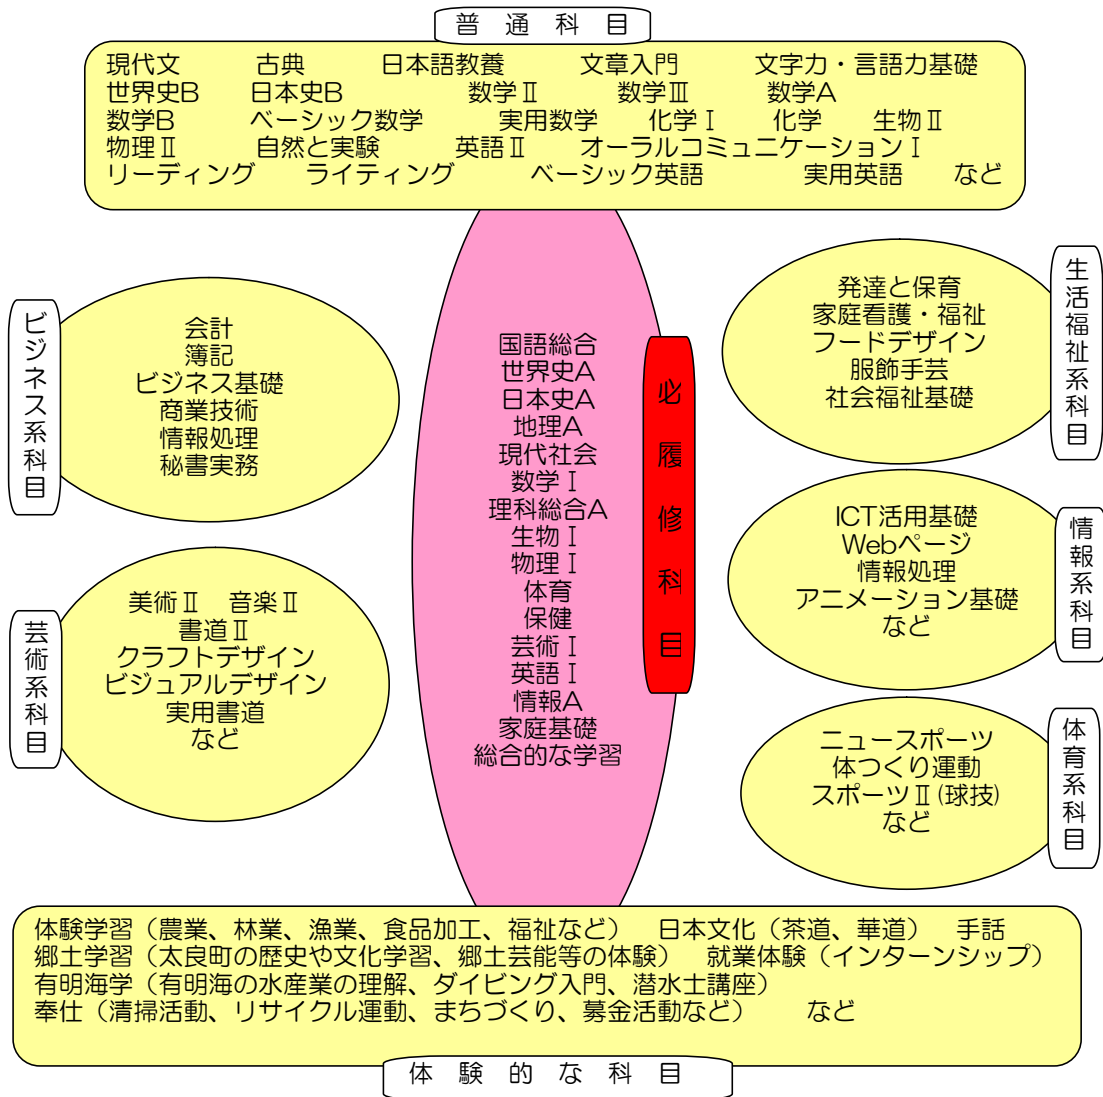 普通科目
現代文 古典 日本語教養 文章入門 文字力・言語力基礎
世界史B 日本史B 数学Ⅱ 数学Ⅲ 数学A
数学B ベーシック数学 実用数学 化学Ⅰ 化学 生物Ⅱ
物理Ⅱ 自然と実験 英語Ⅱ オーラルコミュニケーションⅠ
リーディング ライティング ベーシック英語 実用英語 など
ビジネス系科目
会計
簿記
ビジネス基礎
商業技術
情報処理
秘書実務
芸術系科目
美術Ⅱ 音楽Ⅱ
書道Ⅱ
クラフトデザイン
ビジュアルデザイン
実用書道
など
国語総合
世界史A
日本史A
地理A
現代社会
数学Ⅰ
理科総合A
生物Ⅰ
物理Ⅰ
体育
保健
芸術Ⅰ
英語Ⅰ
情報A
家庭基礎
総合的な学習
必履修科目
発達と保育
家庭看護・福祉
フードデザイン
服飾手芸
社会福祉基礎
生活福祉系科目
ICT活用基礎
Webページ
情報処理
アニメーション基礎
など
情報系科目
ニュースポーツ
体つくり運動
スポーツⅡ(球技)
など
体育系科目
体験学習（農業、林業、漁業、食品加工、福祉など） 日本文化（茶道、華道） 手話
郷土学習（太良町の歴史や文化学習、郷土芸能等の体験） 就業体験（インターンシップ）
有明海学（有明海の水産業の理解、ダイビング入門、潜水士講座）
奉仕（清掃活動、リサイクル運動、まちづくり、募金活動など） など
体験的な科目